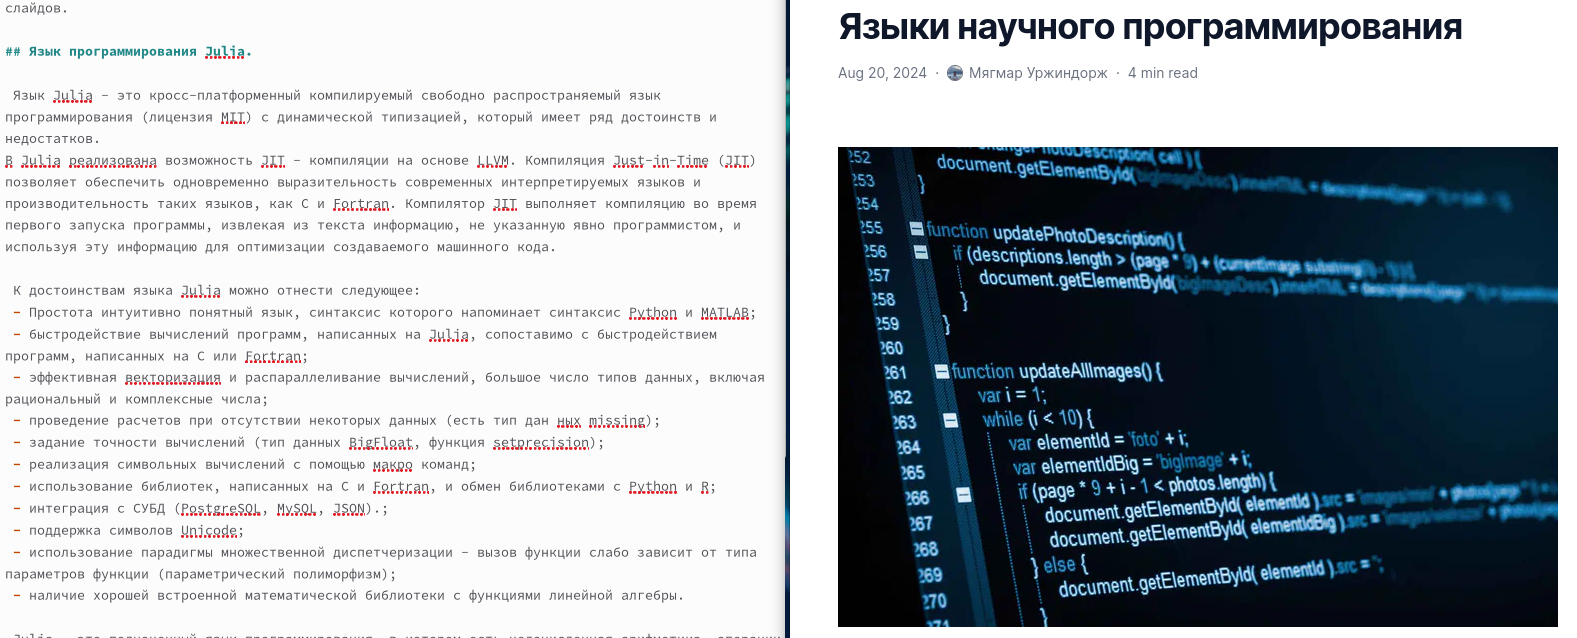 слайдов.
## Язык программирования Julia.
Язык Julia - это кросс-платформенный компилируемый свободно распространяемый язык
программирования (лицензия MIT) с динамической типизацией, который имеет ряд достоинств и
недостатков.
В Julia реализована возможность JIT - компиляции на основе LLVM. Компиляция Just-in-Time (JIT)
позволяет обеспечить одновременно выразительность современных интерпретируемых языков и
производительность таких языков, как С и Fortran. Компилятор JIT выполняет компиляцию во время
первого запуска программы, извлекая из текста информацию, не указанную явно программистом, и
используя эту информацию для оптимизации создаваемого машинного кода.
К достоинствам языка Julia можно отнести следующее:
- Простота интуитивно понятный язык, синтаксис которого напоминает синтаксис Python и MATLAB;
- быстродействие вычислений программ, написанных на Julia, сопоставимо с быстродействием
программ, написанных на С или Fortran;
- эффективная векторизация и распараллеливание вычислений, большое число типов данных, включая
рациональный и комплексные числа;
- проведение расчетов при отсутствии некоторых данных (есть тип дан ных missing);
- задание точности вычислений (тип данных BigFloat, функция setprecision);
- реализация символьных вычислений с помощью макро команд;
- использование библиотек, написанных на С и Fortran, и обмен библиотеками с Python и R;
- интеграция с СУБД (PostgreSQL, MySQL, JSON).;
- поддержка символов Unicode;
- использование парадигмы множественной диспетчеризации - вызов функции слабо зависит от типа
параметров функции (параметрический полиморфизм);
- наличие хорошей встроенной математической библиотеки с функциями линейной алгебры.
Языки научного программирования
Aug 20, 2024 · Мягмар Уржиндорж · 4 min read
252
253 document.getElementById(
254 }
255 function updatePhotoDescription() {
256 if (descriptions.length > (page * 9) + (currentImage
257 document.getElementById(
258 }
259 }
260
261 function updateAllImages() {
262 var i = 1;
263 while (i < 10) {
264 var elementId = 'foto' + i;
265 var elementIdBig = 'bigImage' + i;
266 if (page * 9 + i - 1 < photos.length) {
267 document.getElementById( elementId ).src =
268 document.getElementById( elementIdBig ).src =
269 } else {
270 document.getElementById( elementId ).src = '';
271 }